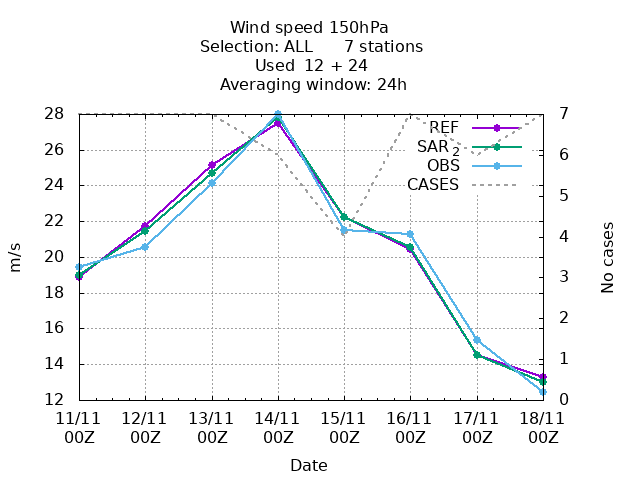 Wind speed 150hPa
Selection: ALL 7 stations
Used 12 + 24
Averaging window: 24h
28
26
24
22
20
18
16
14
12
m/s
7
6
5
4
3
2
1
0
No cases
REF
SAR 2
OBS
CASES
11/11 12/11 13/11 14/11 15/11 16/11 17/11 18/11
00Z 00Z 00Z 00Z 00Z 00Z 00Z 00Z
Date